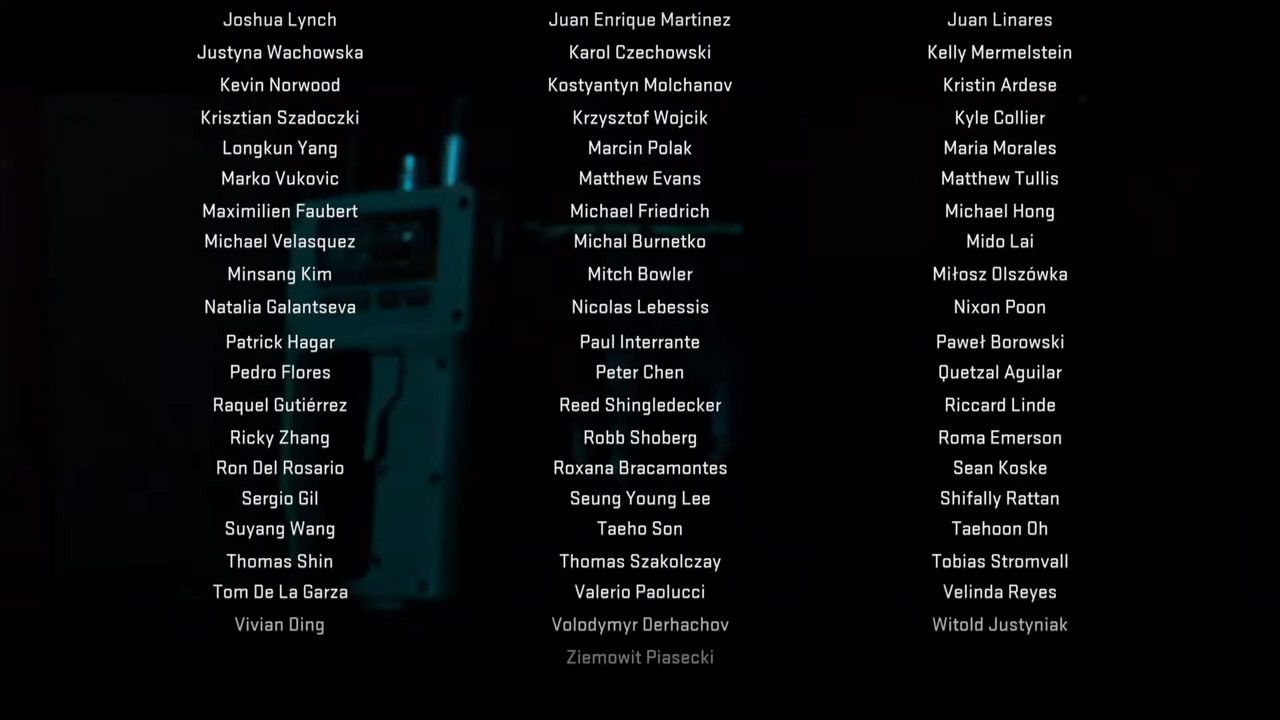 Joshua Lynch Juan Enrique Martinez Juan Linares
Justyna Wachowska Karol Czechowski Kelly Mermelstein
Kevin Norwood Kostyantyn Molchanov Kristin Ardese
Krisztian Szadoczki Krzysztof Wojcik Kyle Collier
Longkun Yang Marcin Polak Maria Morales
Marko Vukovic Matthew Evans Matthew Tullis
Maximilien Faubert Michael Friedrich Michael Hong
Michael Velasquez Michal Burnetko Mido Lai
Minsang Kim Mitch Bowler Miłosz Olszówka
Natalia Galantseva Nicolas Lebessis Nixon Poon
Patrick Hagar Paul Interrante Paweł Borowski
Pedro Flores Peter Chen Quetzal Aguilar
Raquel Gutiérrez Reed Shingledecker Riccard Linde
Ricky Zhang Robb Shoberg Roma Emerson
Ron Del Rosario Roxana Bracamontes Sean Koske
Sergio Gil Seung Young Lee Shifally Rattan
Suyang Wang Taeho Son Taehoon Oh
Thomas Shin Thomas Szakolczay Tobias Stromvall
Tom De La Garza Valerio Paolucci Velinda Reyes
Vivian Ding Volodymyr Derhachov Witold Justyniak
Ziemowit Piasecki